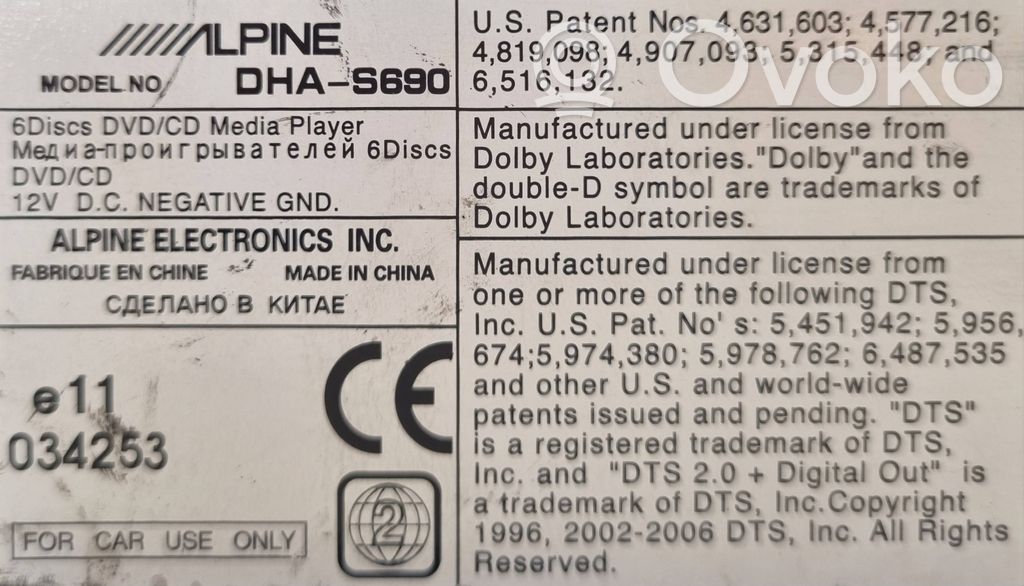 ALPINE
MODEL NO. DHA-S690
6Discs DVD/CD Media Player
Медиа-проигрывателей 6Discs
DVD/CD
12V D.C. NEGATIVE GND.
ALPINE ELECTRONICS INC.
FABRIQUE EN CHINE MADE IN CHINA
СДЕЛАНО В КИТАЕ
e11
034253
CE
2
FOR CAR USE ONLY
U.S. Patent Nos. 4,631,603; 4,577,216;
4,819,098; 4,907,093; 5,315,448; and
6,516,132.
Manufactured under license from
Dolby Laboratories."Dolby"and the
double-D symbol are trademarks of
Dolby Laboratories.
Manufactured under license from
one or more of the following DTS,
Inc. U.S. Pat. No' s: 5,451,942; 5,956,
674;5,974,380; 5,978,762; 6,487,535
and other U.S. and world-wide
patents issued and pending. "DTS"
is a registered trademark of DTS,
Inc. and "DTS 2.0 + Digital Out" is
a trademark of DTS, Inc.Copyright
1996, 2002-2006 DTS, Inc. All Rights
Reserved.
Ovoko